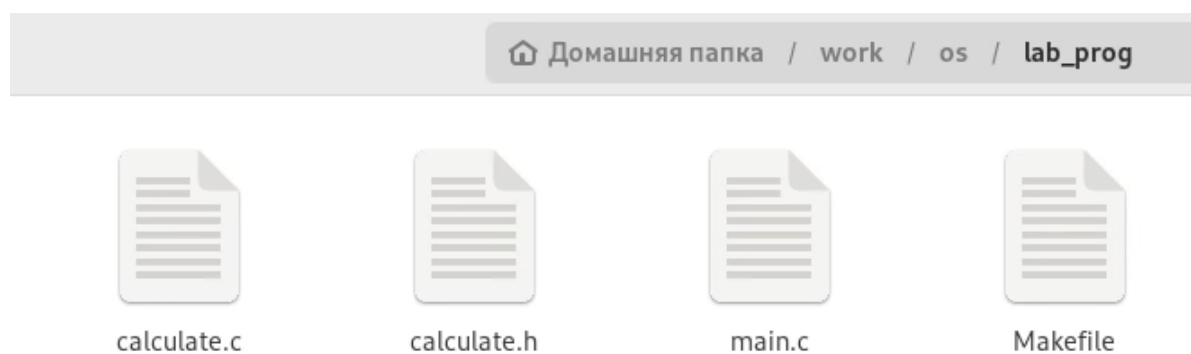 Домашняя папка / work / os / lab_prog
calculate.c calculate.h main.c Makefile